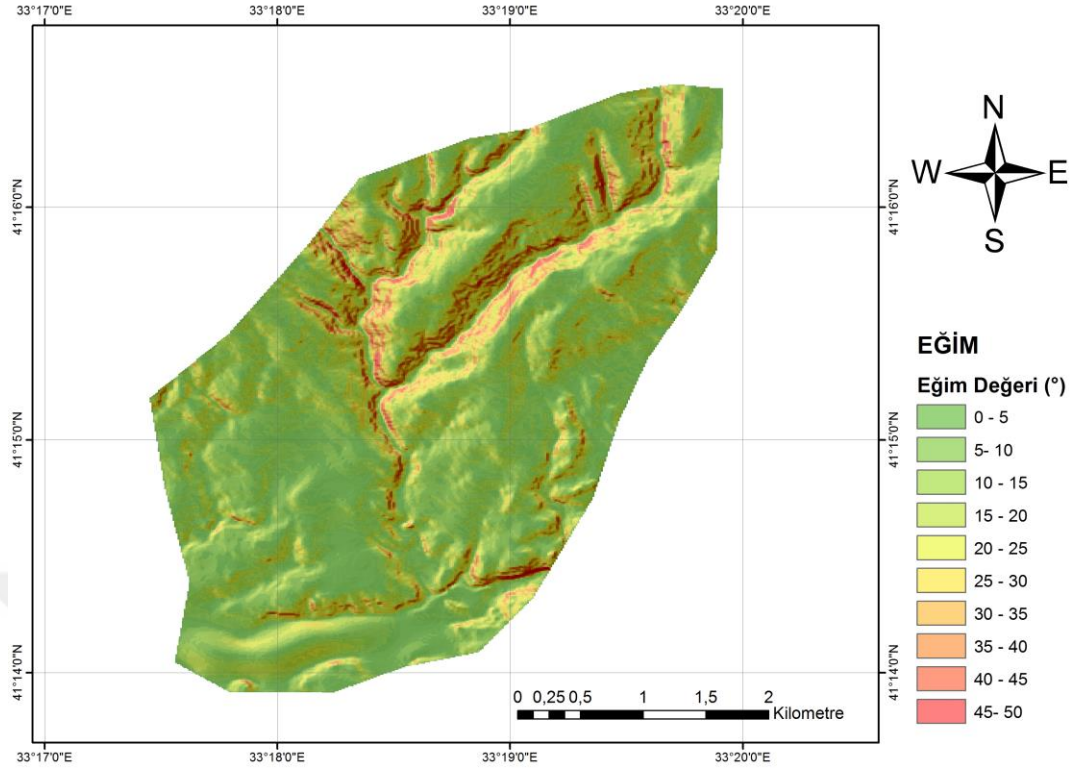 33°17'0"E 33°18'0"E 33°19'0"E 33°20'0"E
41°16'0"N 41°16'0"N
41°15'0"N 41°15'0"N
41°14'0"N 41°14'0"N
N
W E
S
EĞİM
Eğim Değeri (°)
0 - 5
5- 10
10 - 15
15 - 20
20 - 25
25 - 30
30 - 35
35 - 40
40 - 45
45- 50
0 0,25 0,5 1 1,5 2
Kilometre
33°17'0"E 33°18'0"E 33°19'0"E 33°20'0"E